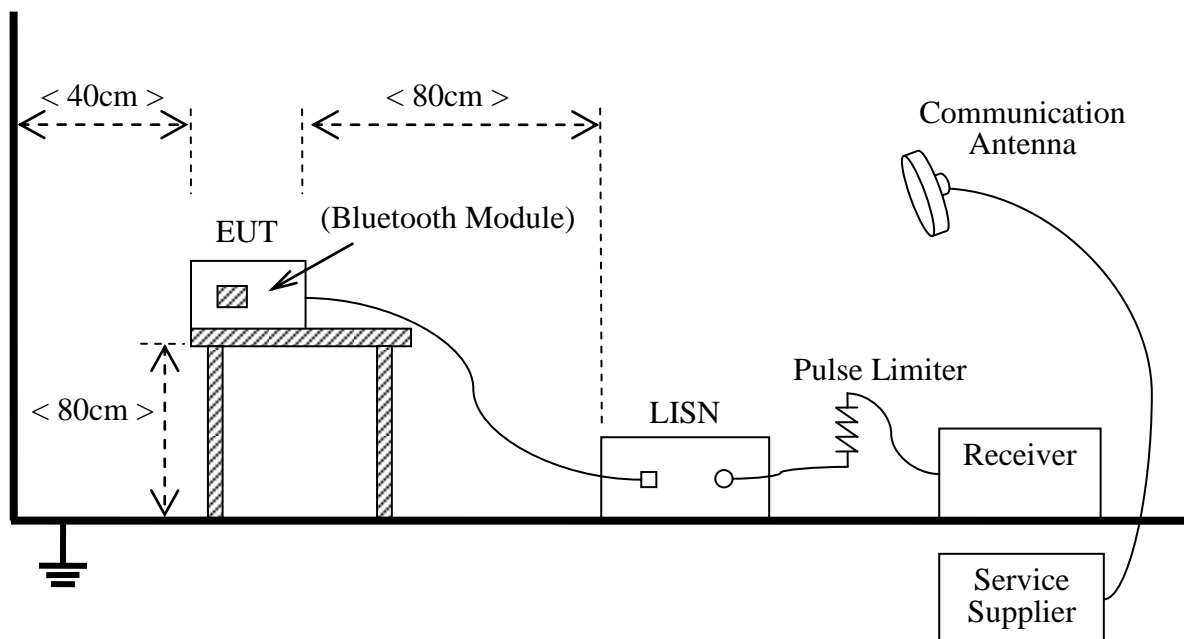 < 40cm >
< 80cm >
Communication
Antenna
(Bluetooth Module)
EUT
Pulse Limiter
< 80cm >
LISN
Receiver
Service
Supplier